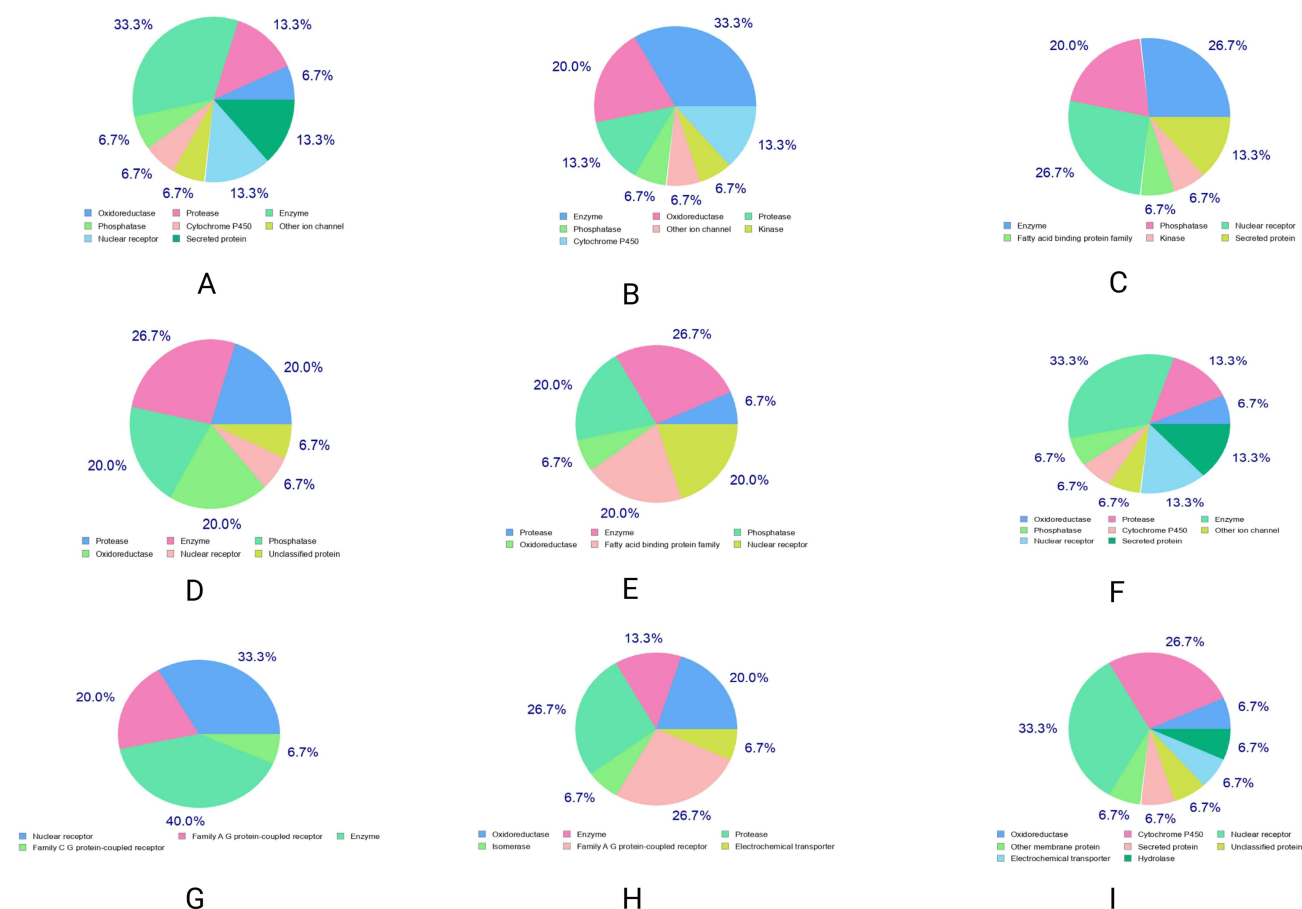 33.3%
13.3%
6.7%
13.3%
13.3%
6.7%
6.7%
6.7%
Oxidoreductase Protease Enzyme
Phosphatase Cytochrome P450 Other ion channel
Nuclear receptor Secreted protein
A
33.3%
20.0%
13.3%
13.3%
6.7%
6.7%
6.7%
Enzyme Oxidoreductase Protease
Phosphatase Other ion channel Kinase
Cytochrome P450
B
20.0%
26.7%
26.7%
13.3%
6.7%
6.7%
Enzyme Phosphatase Nuclear receptor
Fatty acid binding protein family Kinase Secreted protein
C
26.7%
20.0%
20.0%
6.7%
6.7%
20.0%
Protease Enzyme Phosphatase
Oxidoreductase Nuclear receptor Unclassified protein
D
26.7%
20.0%
6.7%
6.7%
20.0%
20.0%
Protease Enzyme Phosphatase
Oxidoreductase Fatty acid binding protein family Nuclear receptor
E
33.3%
13.3%
6.7%
6.7%
13.3%
6.7%
6.7%
13.3%
Oxidoreductase Protease Enzyme
Phosphatase Cytochrome P450 Other ion channel
Nuclear receptor Secreted protein
F
33.3%
20.0%
6.7%
40.0%
Nuclear receptor Family A G protein-coupled receptor Enzyme
Family C G protein-coupled receptor
G
13.3%
20.0%
26.7%
6.7%
6.7%
26.7%
Oxidoreductase Enzyme Protease
Isomerase Family A G protein-coupled receptor Electrochemical transporter
H
26.7%
6.7%
33.3%
6.7%
6.7%
6.7%
6.7%
6.7%
Oxidoreductase Cytochrome P450 Nuclear receptor
Other membrane protein Secreted protein Unclassified protein
Electrochemical transporter Hydrolase
I